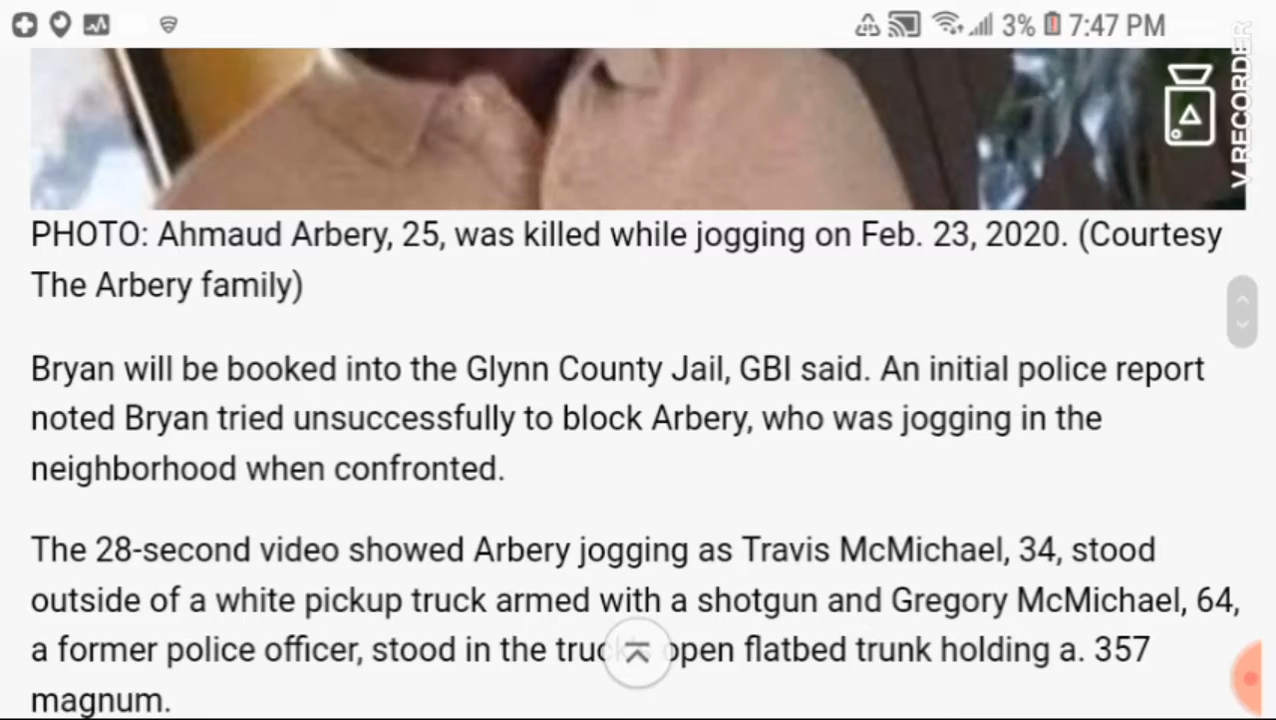 3% 7:47 PM
V.RECORDER
PHOTO: Ahmaud Arbery, 25, was killed while jogging on Feb. 23, 2020. (Courtesy
The Arbery family)
Bryan will be booked into the Glynn County Jail, GBI said. An initial police report
noted Bryan tried unsuccessfully to block Arbery, who was jogging in the
neighborhood when confronted.
The 28-second video showed Arbery jogging as Travis McMichael, 34, stood
outside of a white pickup truck armed with a shotgun and Gregory McMichael, 64,
a former police officer, stood in the truck's open flatbed trunk holding a. 357
magnum.